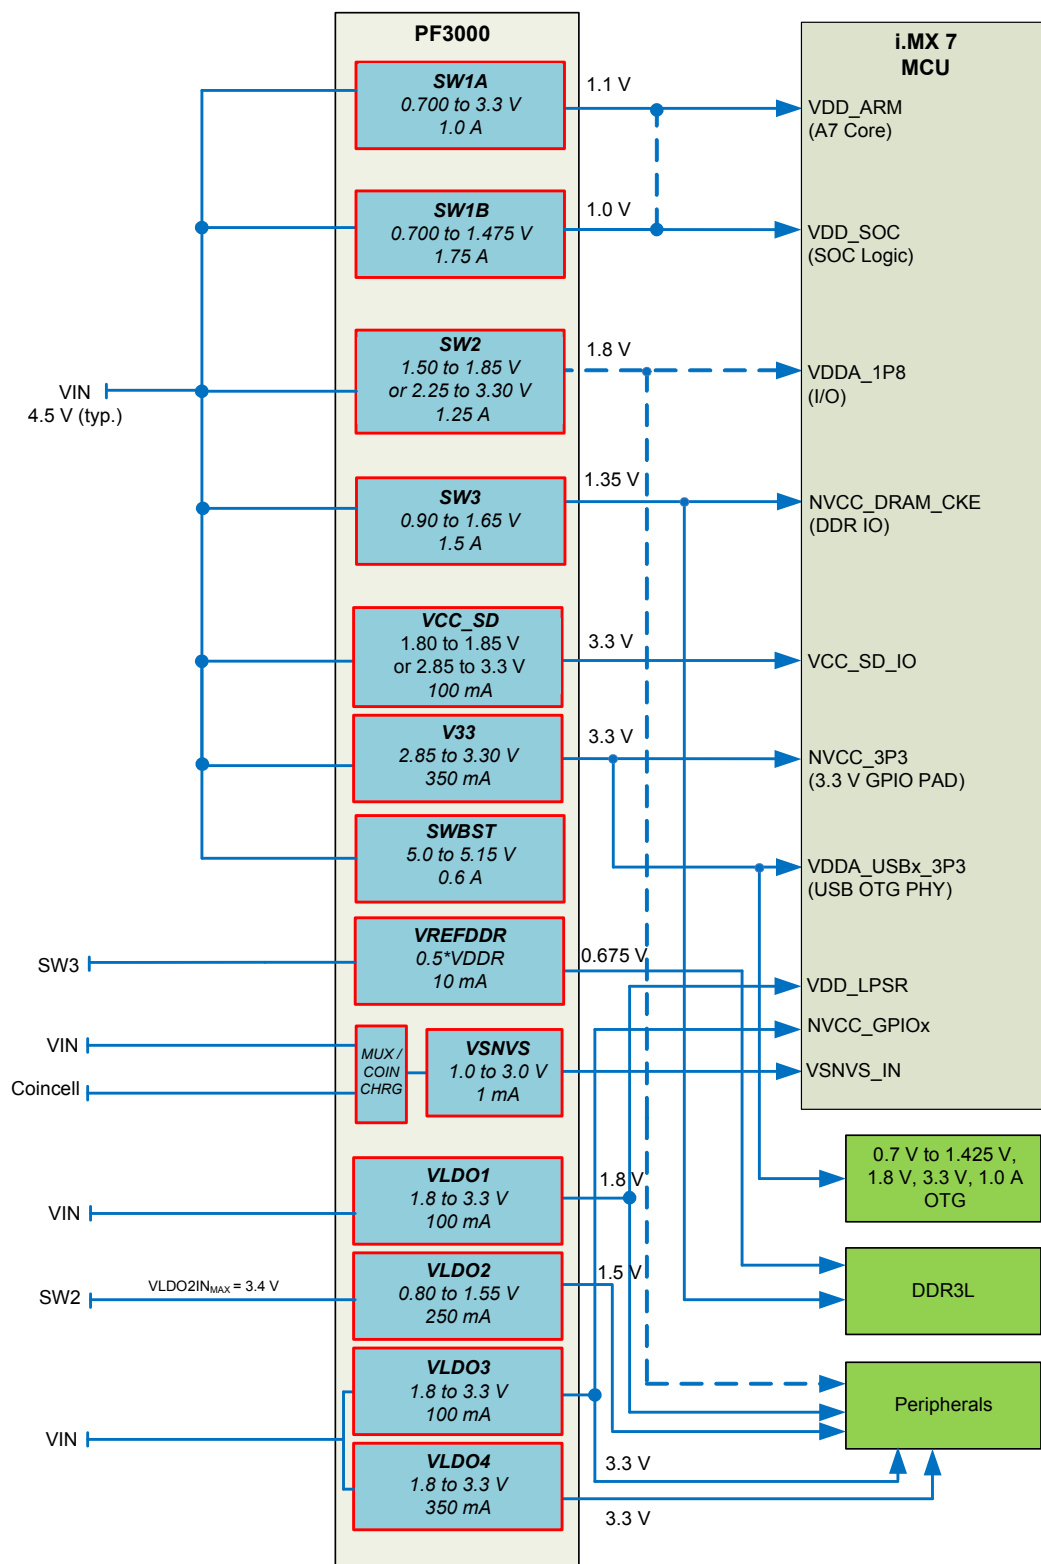 PF3000
i.MX 7
MCU
SW1A
0.700 to 3.3 V
1.0 A
1.1 V
VDD_ARM
(A7 Core)
SW1B
0.700 to 1.475 V
1.75 A
1.0 V
VDD_SOC
(SOC Logic)
VIN
4.5 V (typ.)
SW2
1.50 to 1.85 V
or 2.25 to 3.30 V
1.25 A
1.8 V
VDDA_1P8
(I/O)
SW3
0.90 to 1.65 V
1.5 A
1.35 V
NVCC_DRAM_CKE
(DDR IO)
VCC_SD
1.80 to 1.85 V
or 2.85 to 3.3 V
100 mA
3.3 V
VCC_SD_IO
V33
2.85 to 3.30 V
350 mA
3.3 V
NVCC_3P3
(3.3 V GPIO PAD)
SWBST
5.0 to 5.15 V
0.6 A
VDDA_USBx_3P3
(USB OTG PHY)
SW3
VREFDDR
0.5*VDDR
10 mA
0.675 V
VDD_LPSR
NVCC_GPIOx
VIN
Coincell
MUX /
COIN
CHRG
VSNVS
1.0 to 3.0 V
1 mA
VSNVS_IN
0.7 V to 1.425 V,
1.8 V, 3.3 V, 1.0 A
OTG
VIN
VLDO1
1.8 to 3.3 V
100 mA
1.8 V
SW2
VLDO2IN MAX = 3.4 V
VLDO2
0.80 to 1.55 V
250 mA
1.5 V
DDR3L
VIN
VLDO3
1.8 to 3.3 V
100 mA
Peripherals
3.3 V
VLDO4
1.8 to 3.3 V
350 mA
3.3 V